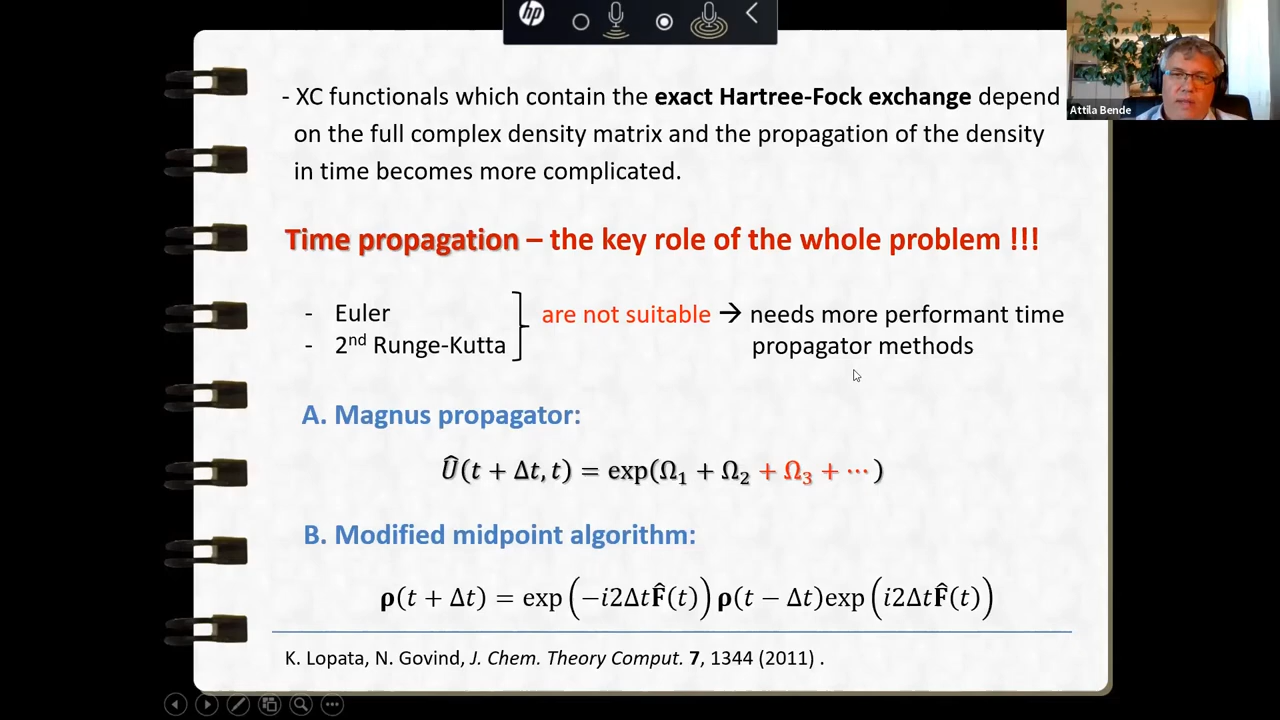 hp
Attila Bende
- XC functionals which contain the exact Hartree-Fock exchange depend
on the full complex density matrix and the propagation of the density
in time becomes more complicated.
Time propagation – the key role of the whole problem !!!
- Euler
- 2nd Runge-Kutta
are not suitable → needs more performant time
propagator methods
A. Magnus propagator:
Û(t + Δt, t) = exp(Ω₁ + Ω₂ + Ω₃ + ⋯ )
B. Modified midpoint algorithm:
𝛒(t + Δt) = exp(−i2ΔtF̂(t)) 𝛒(t − Δt)exp(i2ΔtF̂(t))
K. Lopata, N. Govind, J. Chem. Theory Comput. 7, 1344 (2011) .